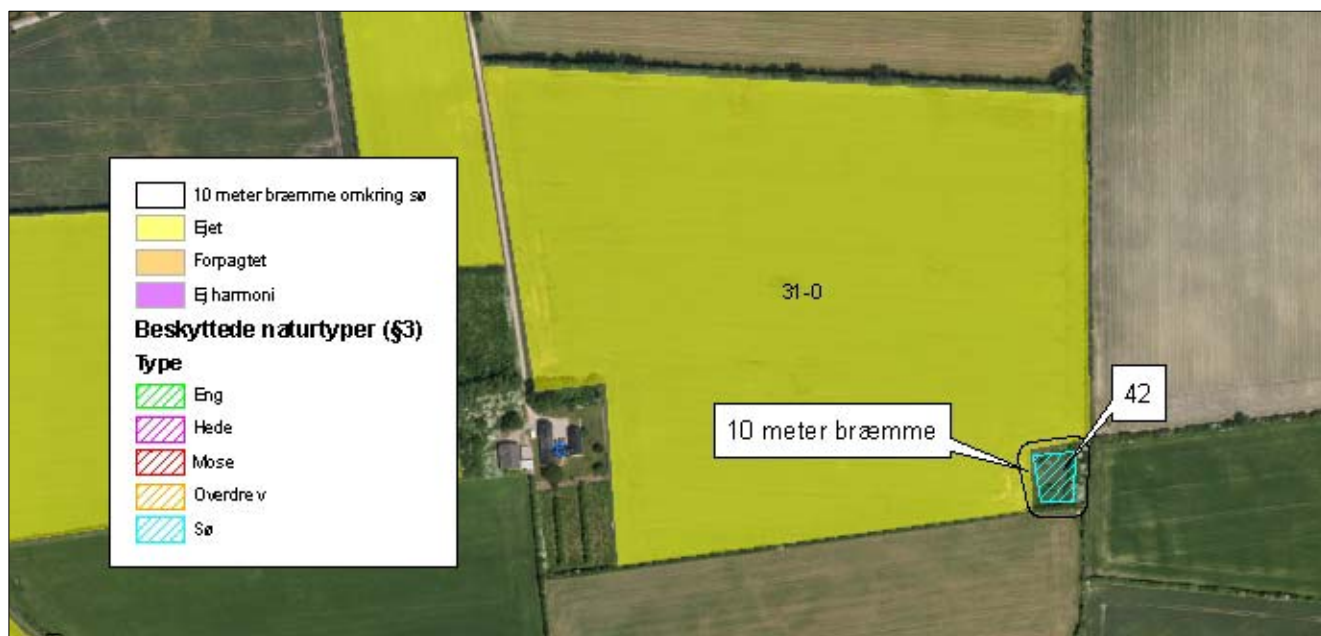 10 meter bræmme omkring sø
Ejet
Forpagtet
Ej harmoni
Beskyttede naturtyper (§3)
Type
Eng
Hede
Mose
Overdrev
Sø
31-0
42
10 meter bræmme